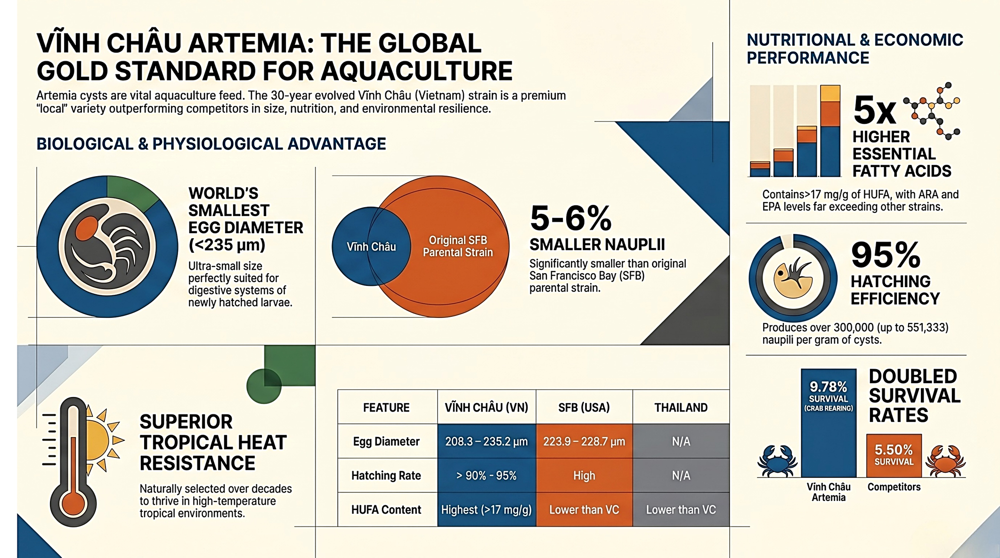 VĨNH CHÂU ARTEMIA: THE GLOBAL
GOLD STANDARD FOR AQUACULTURE
Artemia cysts are vital aquaculture feed. The 30-year evolved Vĩnh Châu (Vietnam) strain is a premium
“local” variety outperforming competitors in size, nutrition, and environmental resilience.
BIOLOGICAL & PHYSIOLOGICAL ADVANTAGE
WORLD’S
SMALLEST
EGG DIAMETER
(<235 µm)
Ultra-small size
perfectly suited for
digestive systems of
newly hatched larvae.
Vĩnh Châu
Original SFB
Parental Strain
5-6%
SMALLER NAUPLII
Significantly smaller than original
San Francisco Bay (SFB)
parental strain.
SUPERIOR
TROPICAL HEAT
RESISTANCE
Naturally selected over decades
to thrive in high-temperature
tropical environments.
FEATURE VĨNH CHÂU (VN) SFB (USA) THAILAND
Egg Diameter 208.3 – 235.2 µm 223.9 – 228.7 µm N/A
Hatching Rate > 90% - 95% High N/A
HUFA Content Highest (>17 mg/g) Lower than VC Lower than VC
NUTRITIONAL & ECONOMIC
PERFORMANCE
5x
HIGHER
ESSENTIAL
FATTY ACIDS
Contains>17 mg/g of HUFA, with ARA and
EPA levels far exceeding other strains.
95%
HATCHING
EFFICIENCY
Produces over 300,000 (up to 551,333)
naupili per gram of cysts.
DOUBLED
SURVIVAL
RATES
9.78%
SURVIVAL
(CRAB REARING)
5.50%
SURVIVAL
Vĩnh Châu
Artemia
Competitors